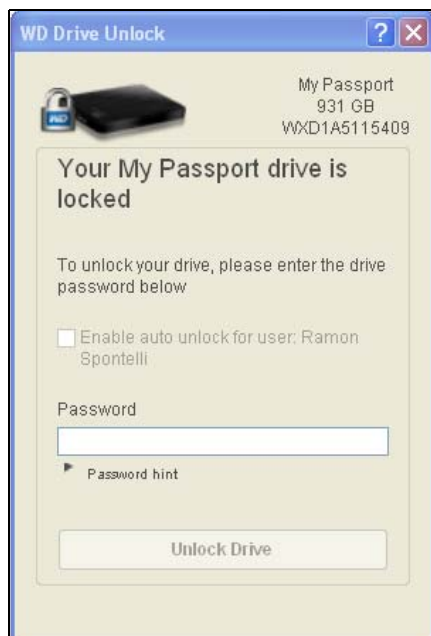 WD Drive Unlock
?
My Passport
931 GB
WXD1A5115409
WD
Your My Passport drive is
locked
To unlock your drive, please enter the drive
password below
Enable auto unlock for user: Ramon
Spontelli
Password
Password hint
Unlock Drive